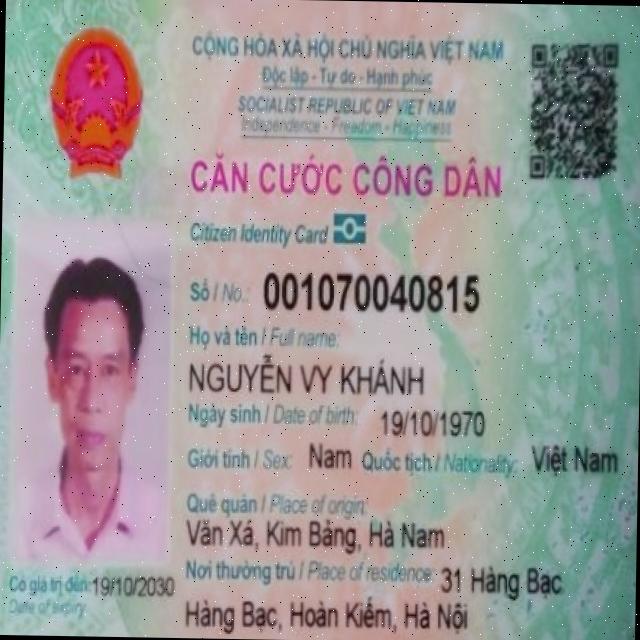 CỘNG HÒA XÃ HỘI CHỦ NGHĨA VIỆT NAM
Độc lập - Tự do - Hạnh phúc
SOCIALIST REPUBLIC OF VIET NAM
Independence - Freedom - Happiness
CĂN CƯỚC CÔNG DÂN
Citizen Identity Card
Số / No.: 001070040815
Họ và tên / Full name:
NGUYỄN VY KHÁNH
Ngày sinh / Date of birth: 19/10/1970
Giới tính / Sex: Nam Quốc tịch / Nationality: Việt Nam
Quê quán / Place of origin:
Văn Xá, Kim Bảng, Hà Nam
Nơi thường trú / Place of residence: 31 Hàng Bạc
Hàng Bạc, Hoàn Kiếm, Hà Nội
Có giá trị đến: 19/10/2030
Date of expiry